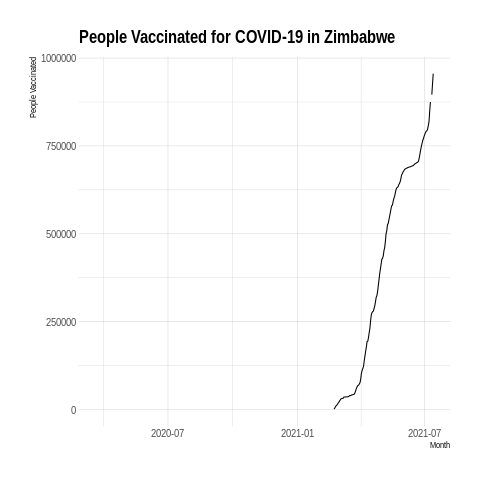 People Vaccinated for COVID-19 in Zimbabwe
People Vaccinated
1000000
750000
500000
250000
0
2020-07 2021-01 2021-07
Month